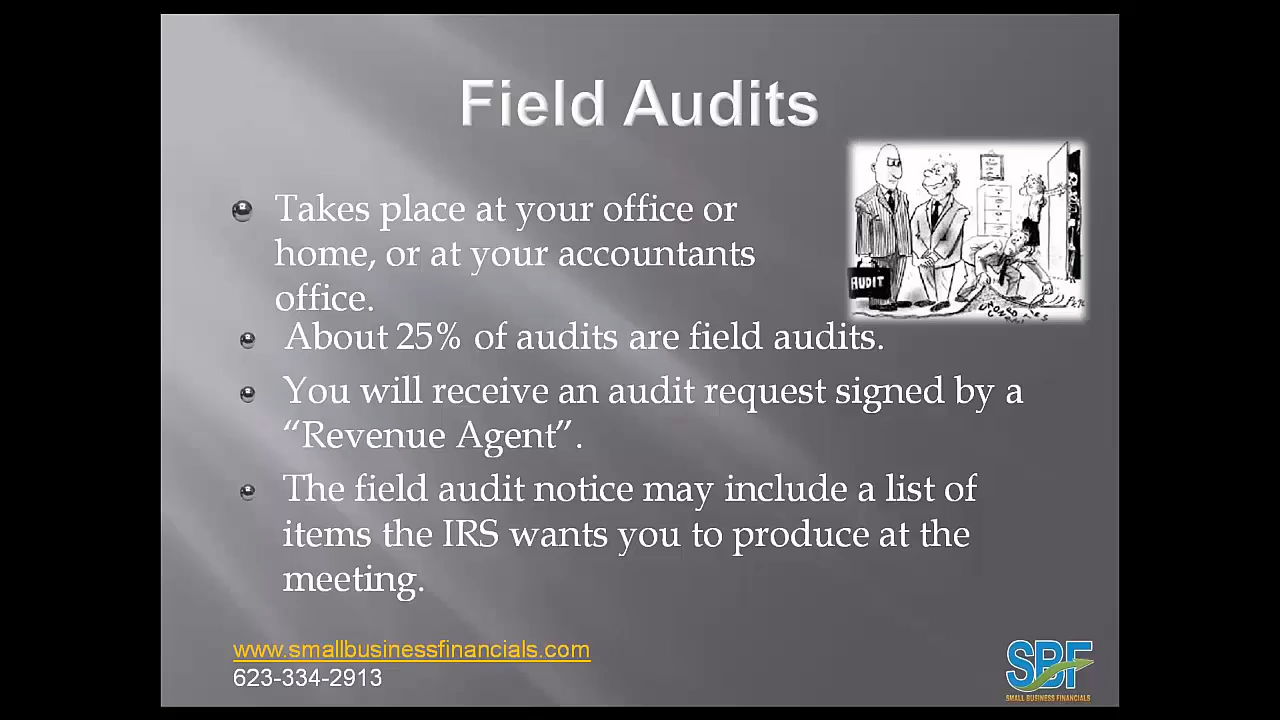 Field Audits
Takes place at your office or
home, or at your accountants
office.
AUDIT
About 25% of audits are field audits.
You will receive an audit request signed by a
“Revenue Agent”.
The field audit notice may include a list of
items the IRS wants you to produce at the
meeting.
www.smallbusinessfinancials.com
623-334-2913
SBF
SMALL BUSINESS FINANCIALS